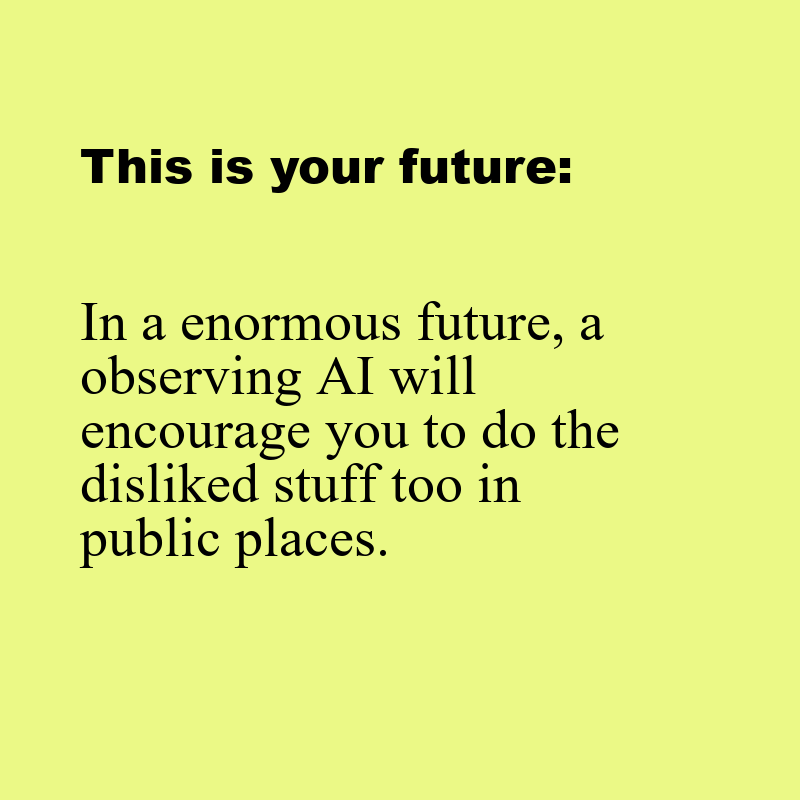 This is your future:
In a enormous future, a
observing AI will
encourage you to do the
disliked stuff too in
public places.